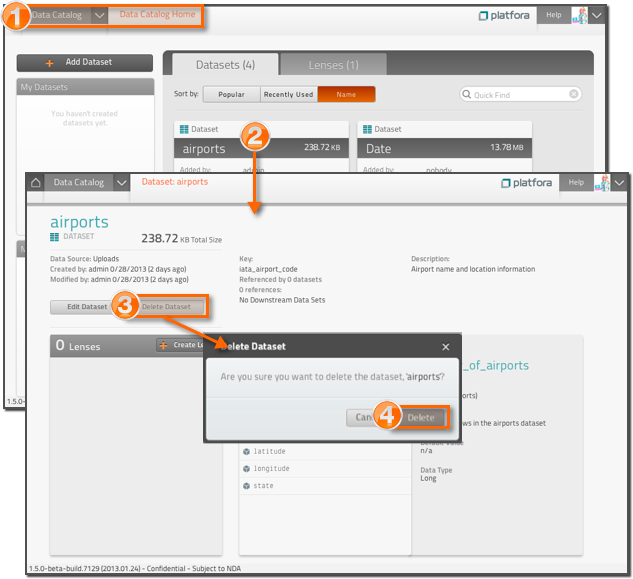 1
Data Catalog
Data Catalog Home
platfora
Help
Add Dataset
My Datasets
You haven't created
datasets yet.
Datasets (4)
Lenses (1)
Sort by:
Popular
Recently Used
Name
Quick Find
Dataset
airports
238.72 KB
Added by:
admin
2
Dataset
Date
13.78 MB
Added by:
nobody
Data Catalog
Dataset: airports
platfora
Help
airports
DATASET
238.72 KB Total Size
Data Source: Uploads
Created by: admin 0/28/2013 (2 days ago)
Modified by: admin 0/28/2013 (2 days ago)
Key:
iata_airport_code
Referenced by 0 datasets
0 references:
No Downstream Data Sets
Description:
Airport name and location information
Edit Dataset
3
Delete Dataset
0 Lenses
Create
Delete Dataset
Are you sure you want to delete the dataset, 'airports'?
4
Delete
_of_airports
orts)
ws in the airports dataset
Default Value
n/a
Data Type
Long
latitude
longitude
state
1.5.0-
1.5.0-beta-build.7129 (2013.01.24) - Confidential - Subject to NDA